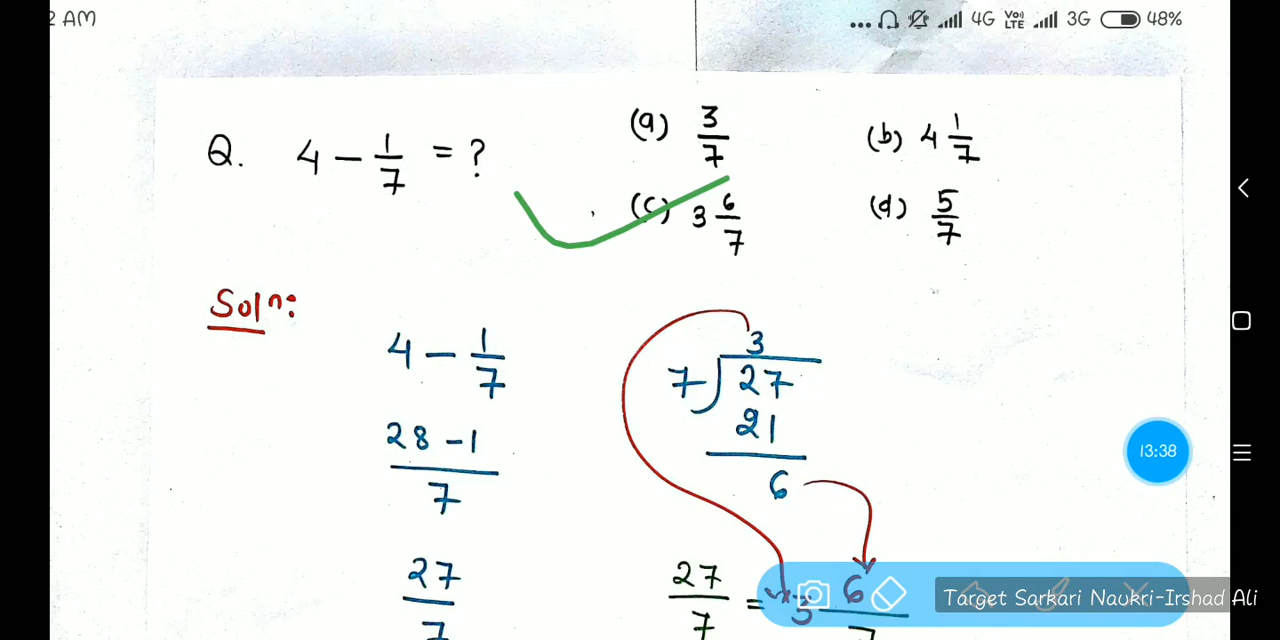 2 AM ... 4G Vo)) LTE 3G 48%
Q. 4 - 1/7 = ? (a) 3/7 (b) 4 1/7
(c) 3 6/7 (d) 5/7
Solⁿ:
4 - 1/7
28 - 1 / 7
27/7
3
7 ) 27
21
6
27/7 = 3 6/7
13:38
Target Sarkari Naukri-Irshad Ali